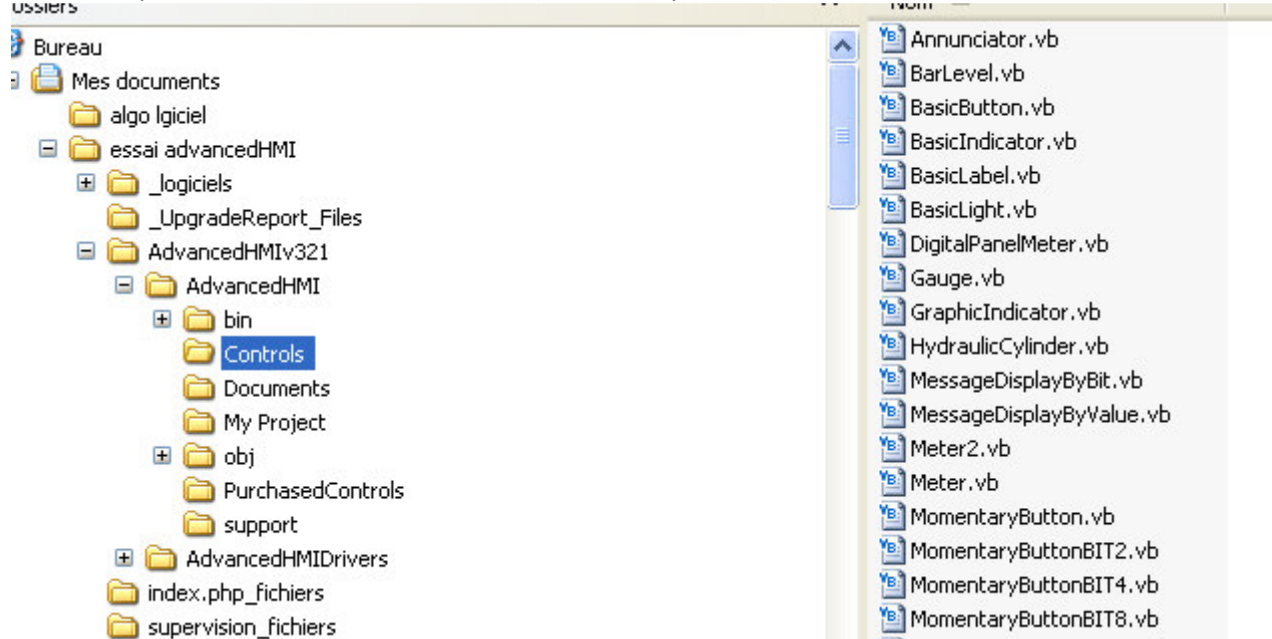 ossiers
Bureau
Mes documents
algo lgiciel
essai advancedHMI
_logiciels
_UpgradeReport_Files
AdvancedHMIv321
AdvancedHMI
bin
Controls
Documents
My Project
obj
PurchasedControls
support
AdvancedHMIDrivers
index.php_fichiers
supervision_fichiers
Nom
Annunciator.vb
BarLevel.vb
BasicButton.vb
BasicIndicator.vb
BasicLabel.vb
BasicLight.vb
DigitalPanelMeter.vb
Gauge.vb
GraphicIndicator.vb
HydraulicCylinder.vb
MessageDisplayByBit.vb
MessageDisplayByValue.vb
Meter2.vb
Meter.vb
MomentaryButton.vb
MomentaryButtonBIT2.vb
MomentaryButtonBIT4.vb
MomentaryButtonBIT8.vb